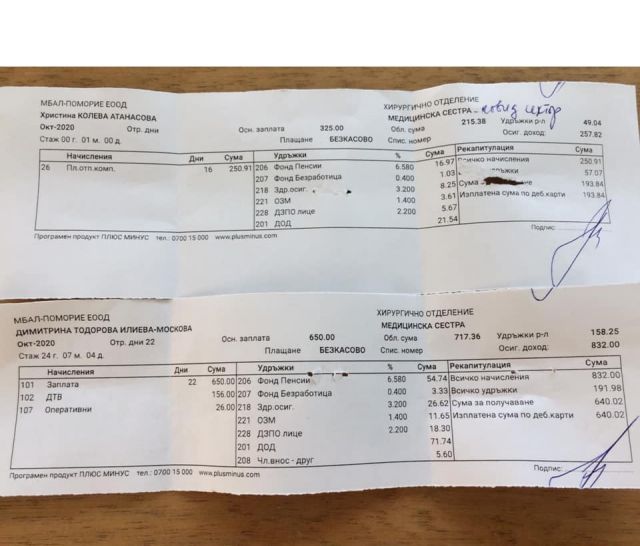 МБАЛ-ПОМОРИЕ ЕООД ХИРУРГИЧНО ОТДЕЛЕНИЕ
Христина КОЛЕВА АТАНАСОВА МЕДИЦИНСКА СЕСТРА - ковид сектор
Окт-2020 Отр. дни Осн. заплата 325.00 Обл. сума 215.38 Удръжки р-л 49.04
Стаж 00 г. 01 м. 00 д. Плащане БЕЗКАСОВО Спис. номер Осиг. доход: 257.82
Начисления Дни Сума Удръжки % Сума Рекапитулация Сума
26 Пл.отп.комп. 16 250.91 206 Фонд Пенсии 6.580 16.97 Всичко начисления 250.91
207 Фонд Безработица 0.400 1.03 удръжки 57.07
218 Здр.осиг. 3.200 8.25 Сума 193.84
221 ОЗМ 1.400 3.61 Изплатена сума по деб.карти 193.84
228 ДЗПО лице 2.200 5.67
201 ДОД 21.54
Подпис:
Програмен продукт ПЛЮС МИНУС тел.: 0700 15 000 www.plusminus.com
МБАЛ-ПОМОРИЕ ЕООД ХИРУРГИЧНО ОТДЕЛЕНИЕ
ДИМИТРИНА ТОДОРОВА ИЛИЕВА-МОСКОВА МЕДИЦИНСКА СЕСТРА
Окт-2020 Отр. дни 22 Осн. заплата 650.00 Обл. сума 717.36 Удръжки р-л 158.25
Стаж 24 г. 07 м. 04 д. Плащане БЕЗКАСОВО Спис. номер Осиг. доход: 832.00
Начисления Дни Сума Удръжки % Сума Рекапитулация Сума
101 Заплата 22 650.00 206 Фонд Пенсии 6.580 54.74 Всичко начисления 832.00
102 ДТВ 156.00 207 Фонд Безработица 0.400 3.33 Всичко удръжки 191.98
107 Оперативни 26.00 218 Здр.осиг. 3.200 26.62 Сума за получаване 640.02
221 ОЗМ 1.400 11.65 Изплатена сума по деб.карти 640.02
228 ДЗПО лице 2.200 18.30
201 ДОД 71.74
208 Чл.внос - друг 5.60
Подпис:
Програмен продукт ПЛЮС МИНУС тел.: 0700 15 000 www.plusminus.com